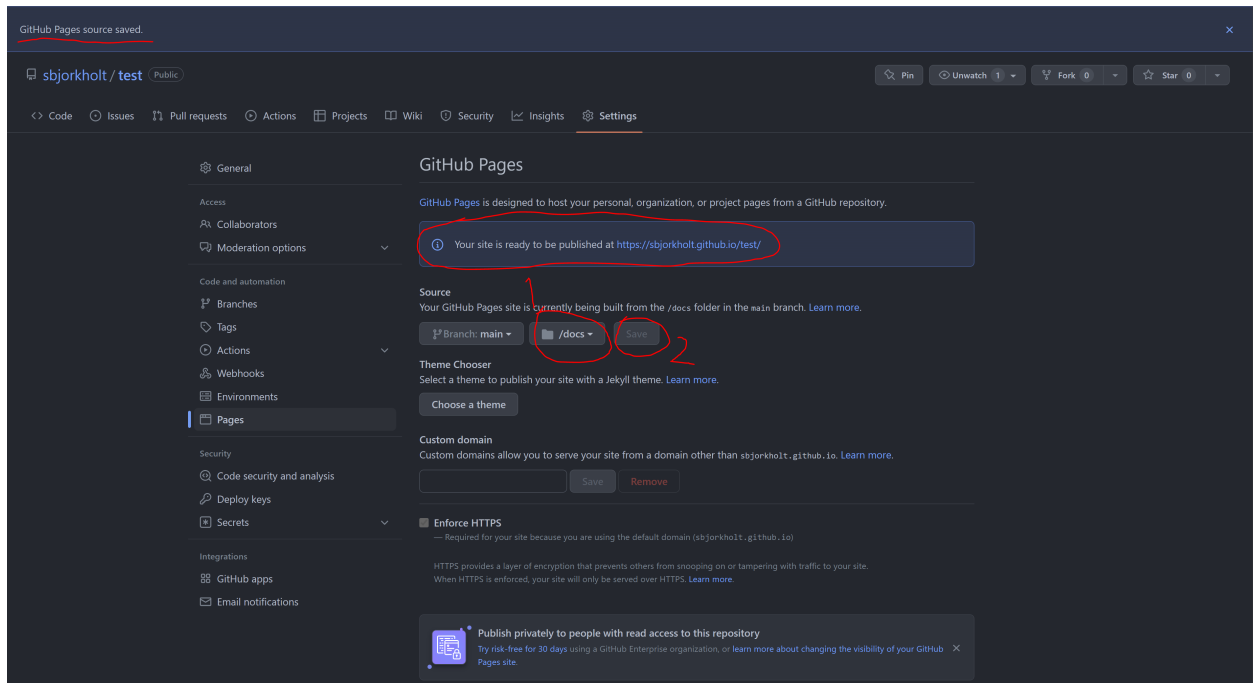 GitHub Pages source saved.
sbjorkholt / test Public
Pin
Unwatch 1
Fork 0
Star 0
Code
Issues
Pull requests
Actions
Projects
Wiki
Security
Insights
Settings
General
Access
Collaborators
Moderation options
Code and automation
Branches
Tags
Actions
Webhooks
Environments
Pages
Security
Code security and analysis
Deploy keys
Secrets
Integrations
GitHub apps
Email notifications
GitHub Pages
GitHub Pages is designed to host your personal, organization, or project pages from a GitHub repository.
Your site is ready to be published at https://sbjorkholt.github.io/test/
1
Source
Your GitHub Pages site is currently being built from the /docs folder in the main branch. Learn more.
Branch: main
/docs
Save
2
Theme Chooser
Select a theme to publish your site with a Jekyll theme. Learn more.
Choose a theme
Custom domain
Custom domains allow you to serve your site from a domain other than sbjorkholt.github.io. Learn more.
Save
Remove
Enforce HTTPS
— Required for your site because you are using the default domain (sbjorkholt.github.io)
HTTPS provides a layer of encryption that prevents others from snooping on or tampering with traffic to your site.
When HTTPS is enforced, your site will only be served over HTTPS. Learn more.
Publish privately to people with read access to this repository
Try risk-free for 30 days using a GitHub Enterprise organization, or learn more about changing the visibility of your GitHub
Pages site.